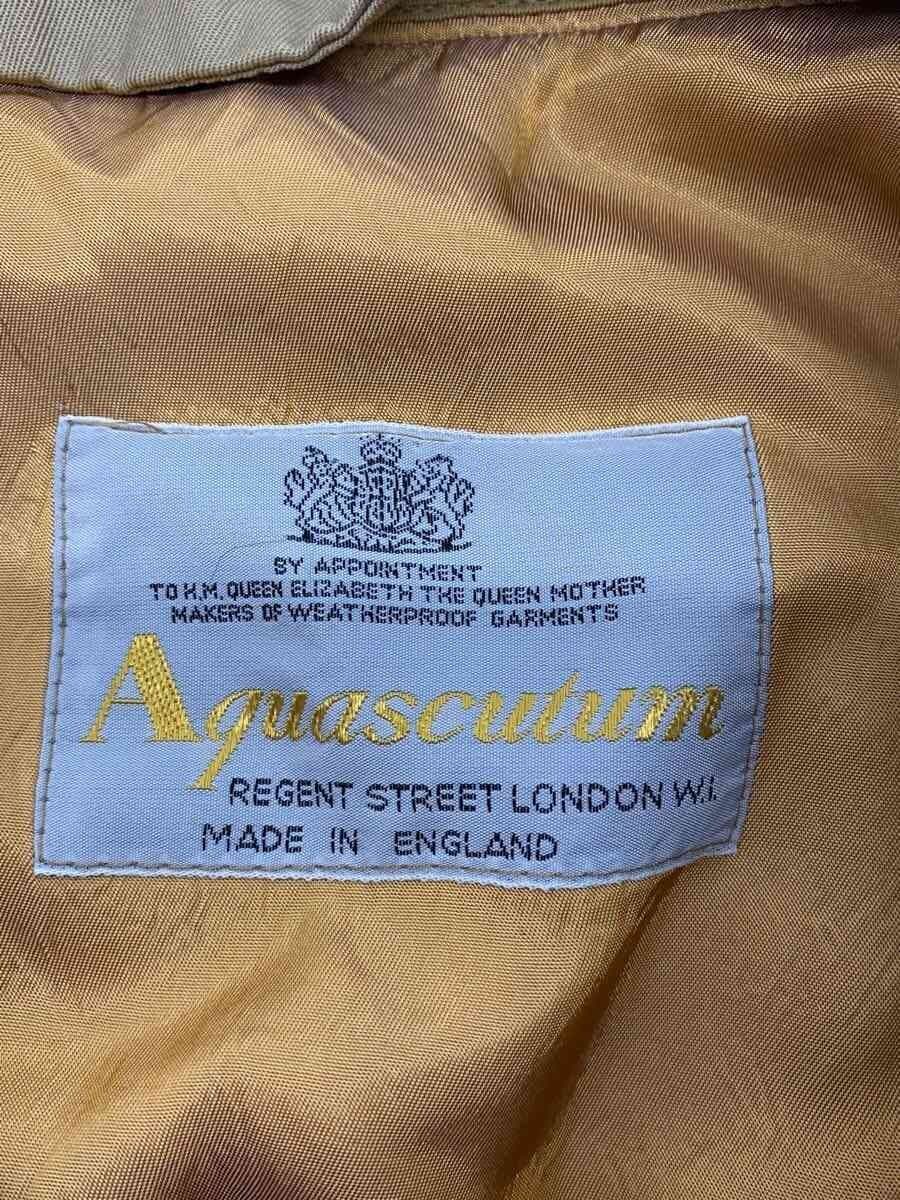 BY APPOINTMENT
TO H.M. QUEEN ELIZABETH THE QUEEN MOTHER
MAKERS OF WEATHERPROOF GARMENTS
Aquascutum
REGENT STREET LONDON W.1.
MADE IN ENGLAND